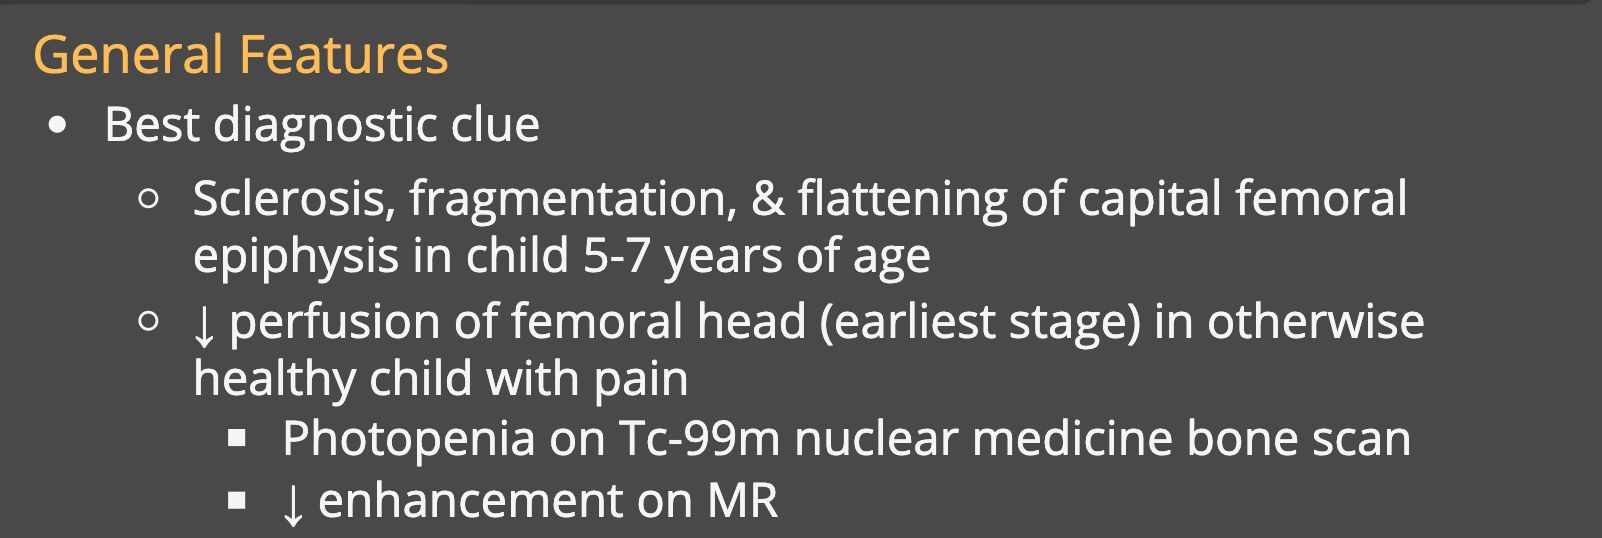 General Features
• Best diagnostic clue
○ Sclerosis, fragmentation, & flattening of capital femoral
epiphysis in child 5-7 years of age
○ ↓ perfusion of femoral head (earliest stage) in otherwise
healthy child with pain
▪ Photopenia on Tc-99m nuclear medicine bone scan
▪ ↓ enhancement on MR